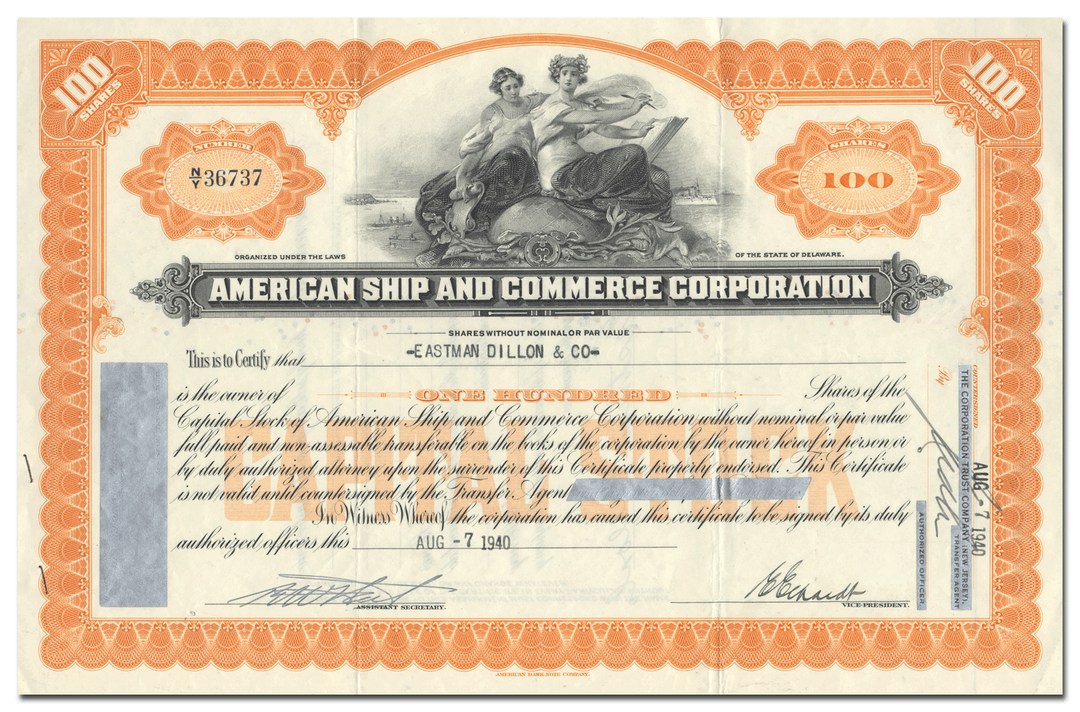 100 SHARES
100 SHARES
NUMBER
N/Y 36737
SHARES
100
ORGANIZED UNDER THE LAWS OF THE STATE OF DELAWARE.
AMERICAN SHIP AND COMMERCE CORPORATION
SHARES WITHOUT NOMINAL OR PAR VALUE
This is to Certify that -EASTMAN DILLON & CO-
is the owner of ONE HUNDRED Shares of the
Capital Stock of American Ship and Commerce Corporation without nominal or par value
full paid and non-assessable transferable on the books of the corporation by the owner hereof in person or
by duly authorized attorney upon the surrender of this Certificate properly endorsed. This Certificate
is not valid until countersigned by the Transfer Agent
CAPITAL STOCK
In Witness Whereof the corporation has caused this certificate to be signed by its duly
authorized officers this AUG -7 1940
ASSISTANT SECRETARY.
E Eckardt
VICE-PRESIDENT.
COUNTERSIGNED
THE CORPORATION TRUST COMPANY (NEW JERSEY),
TRANSFER AGENT
By
AUTHORIZED OFFICER.
AUG -7 1940
AMERICAN BANK NOTE COMPANY.